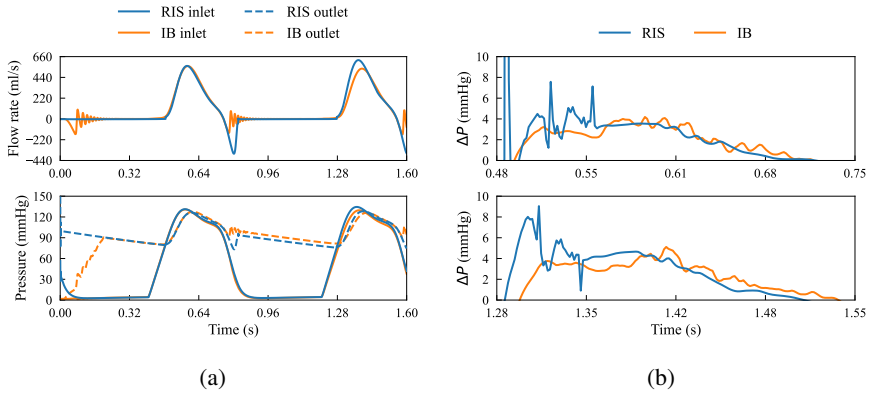 RIS inlet
IB inlet
RIS outlet
IB outlet
660
440
220
0
−220
−440
Flow rate (ml/s)
0.00 0.32 0.64 0.96 1.28 1.60
150
120
90
60
30
0
Pressure (mmHg)
0.00 0.32 0.64 0.96 1.28 1.60
Time (s)
(a)
RIS IB
10
8
6
4
2
0
ΔP (mmHg)
0.48 0.55 0.61 0.68 0.75
10
8
6
4
2
0
ΔP (mmHg)
1.28 1.35 1.42 1.48 1.55
Time (s)
(b)